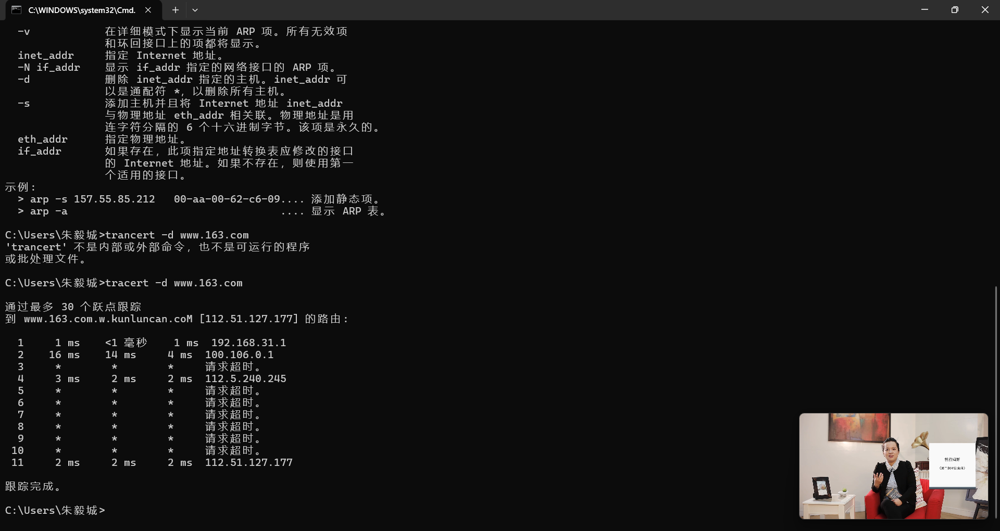 C:\WINDOWS\system32\Cmd.
-v 在详细模式下显示当前 ARP 项。所有无效项
和环回接口上的项都将显示。
inet_addr 指定 Internet 地址。
-N if_addr 显示 if_addr 指定的网络接口的 ARP 项。
-d 删除 inet_addr 指定的主机。inet_addr 可
以是通配符 *，以删除所有主机。
-s 添加主机并且将 Internet 地址 inet_addr
与物理地址 eth_addr 相关联。物理地址是用
连字符分隔的 6 个十六进制字节。该项是永久的。
eth_addr 指定物理地址。
if_addr 如果存在，此项指定地址转换表应修改的接口
的 Internet 地址。如果不存在，则使用第一
个适用的接口。
示例：
> arp -s 157.55.85.212 00-aa-00-62-c6-09.... 添加静态项。
> arp -a .... 显示 ARP 表。
C:\Users\朱毅城>trancert -d www.163.com
'trancert' 不是内部或外部命令，也不是可运行的程序
或批处理文件。
C:\Users\朱毅城>tracert -d www.163.com
通过最多 30 个跃点跟踪
到 www.163.com.w.kunluncan.coM [112.51.127.177] 的路由：
1 1 ms <1 毫秒 1 ms 192.168.31.1
2 16 ms 14 ms 4 ms 100.106.0.1
3 * * * 请求超时。
4 3 ms 2 ms 2 ms 112.5.240.245
5 * * * 请求超时。
6 * * * 请求超时。
7 * * * 请求超时。
8 * * * 请求超时。
9 * * * 请求超时。
10 * * * 请求超时。
11 2 ms 2 ms 2 ms 112.51.127.177
跟踪完成。
C:\Users\朱毅城>
勃拉姆斯